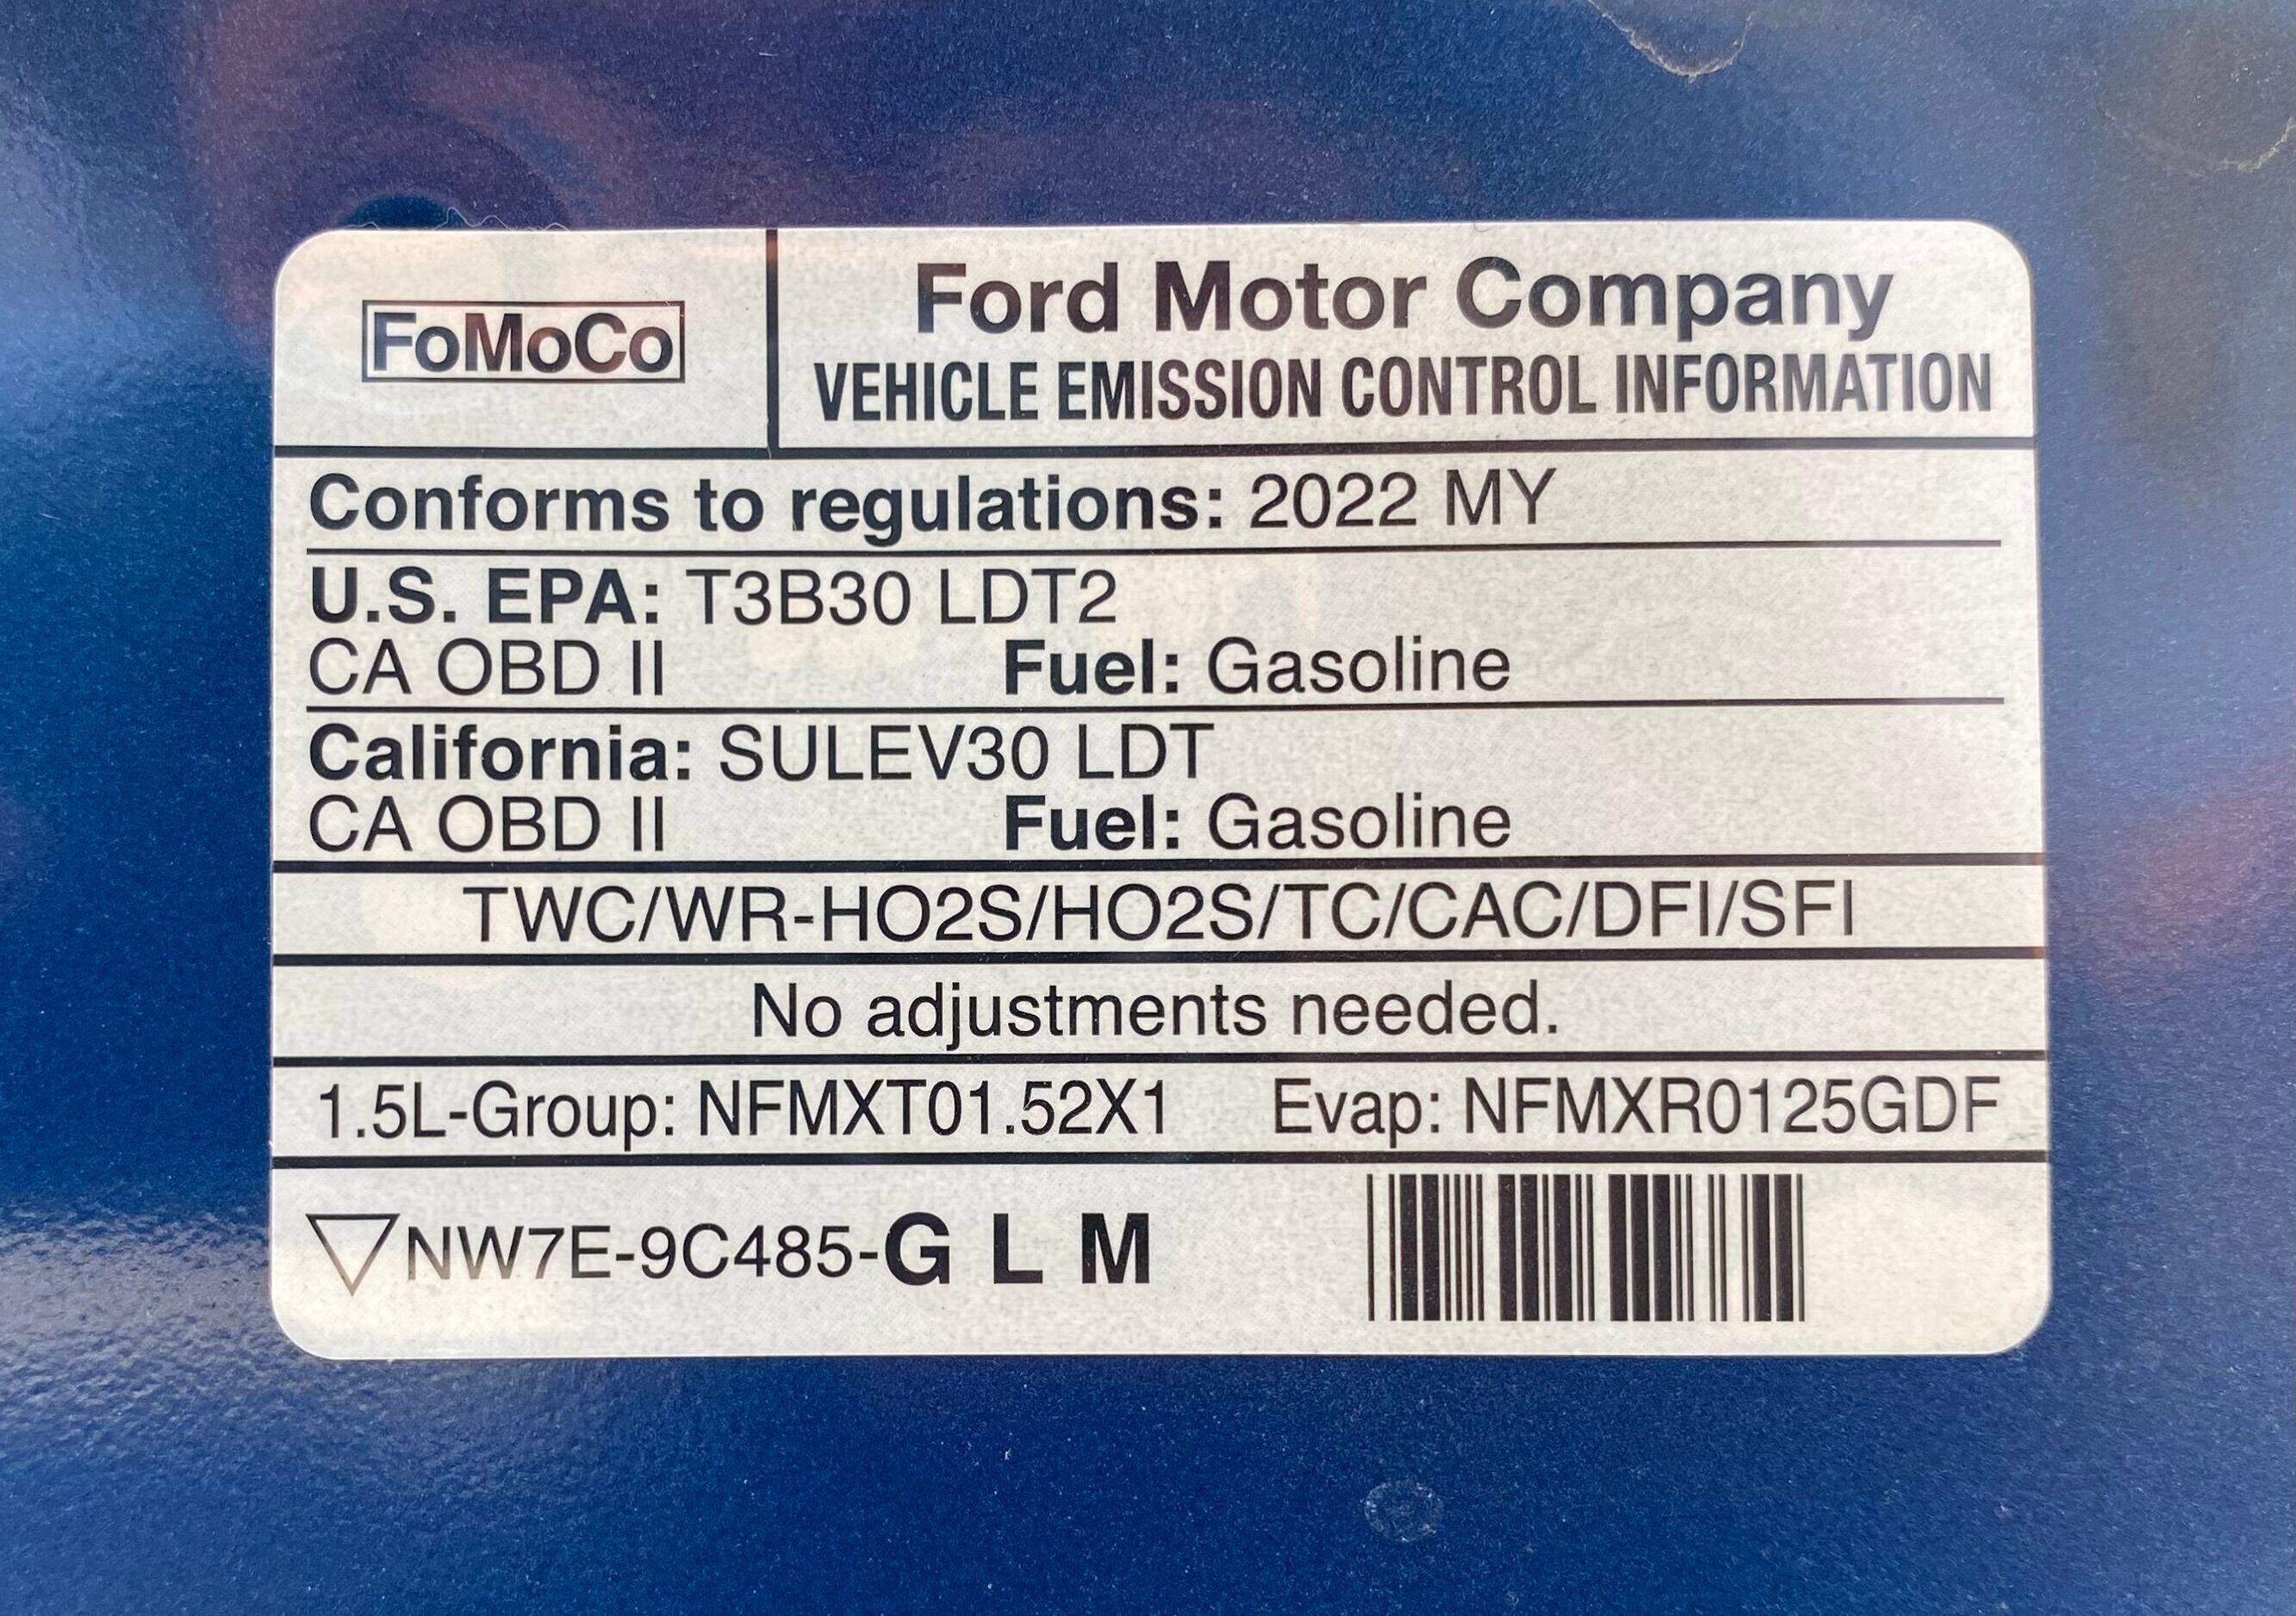 FoMoCo
Ford Motor Company
VEHICLE EMISSION CONTROL INFORMATION
Conforms to regulations: 2022 MY
U.S. EPA: T3B30 LDT2
CA OBD II Fuel: Gasoline
California: SULEV30 LDT
CA OBD II Fuel: Gasoline
TWC/WR-HO2S/HO2S/TC/CAC/DFI/SFI
No adjustments needed.
1.5L-Group: NFMXT01.52X1 Evap: NFMXR0125GDF
NW7E-9C485-G L M